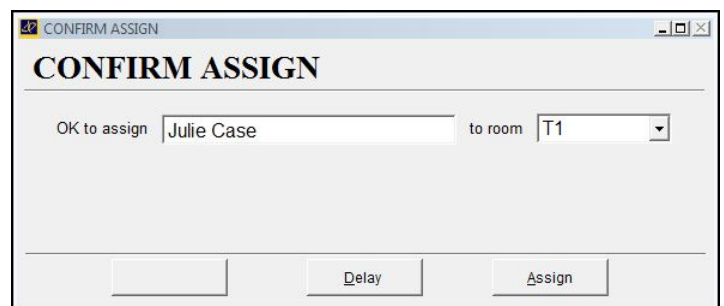 CONFIRM ASSIGN
CONFIRM ASSIGN
OK to assign Julie Case to room T1
Delay Assign